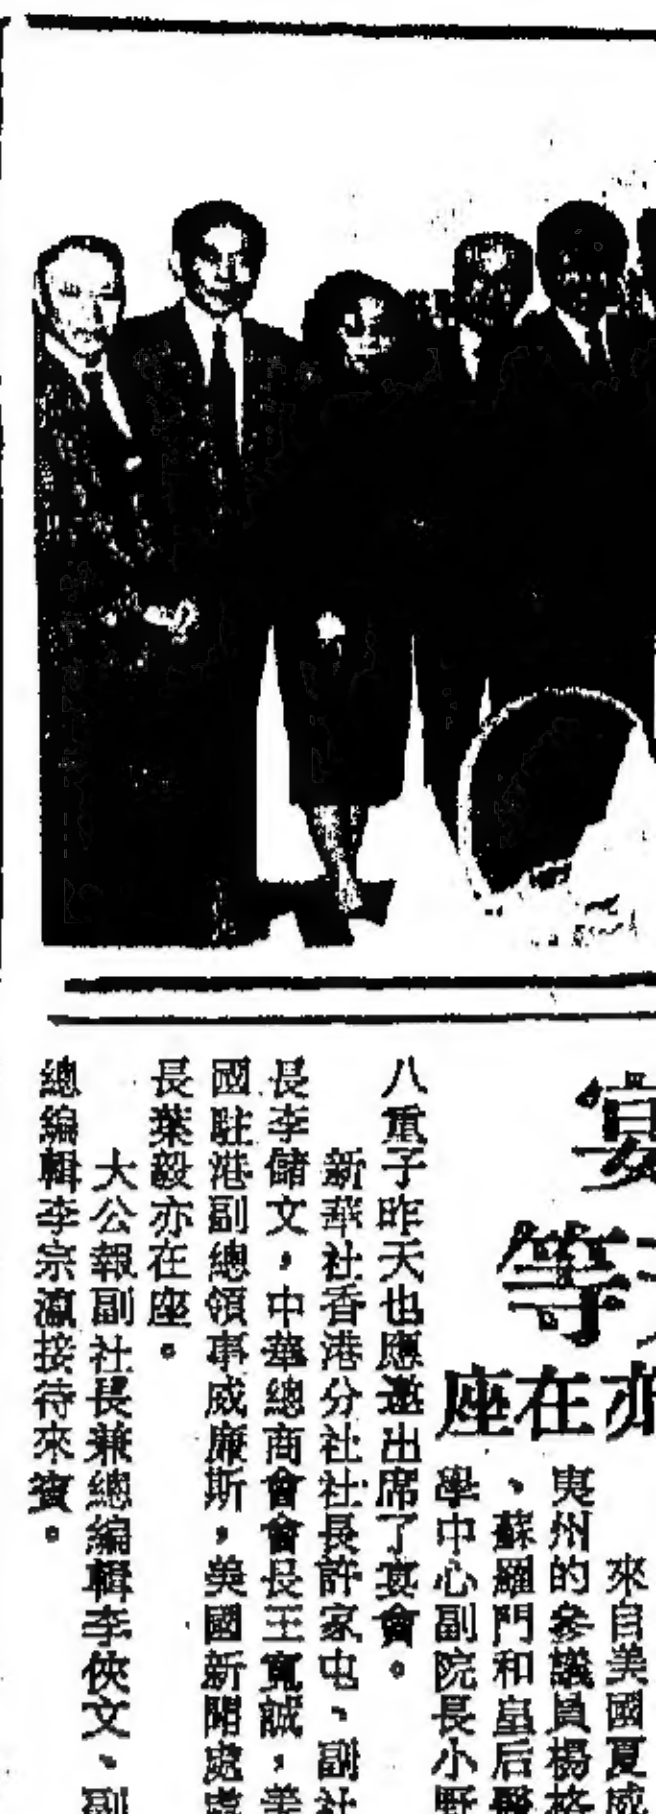 宴
等
亦在座
來自美國夏威
夷州的參議員楊格
、蘇羅門和皇后醫
學中心副院長小野
八重子昨天也應邀出席了宴會。
新華社香港分社社長許家屯、副社
長李儲文，中華總商會會長王寬誠，美
國駐港副總領事威廉斯，美國新聞處處
長葉毅亦在座。
大公報副社長兼總編輯李俠文、副
總編輯李宗瀛接待來賓。